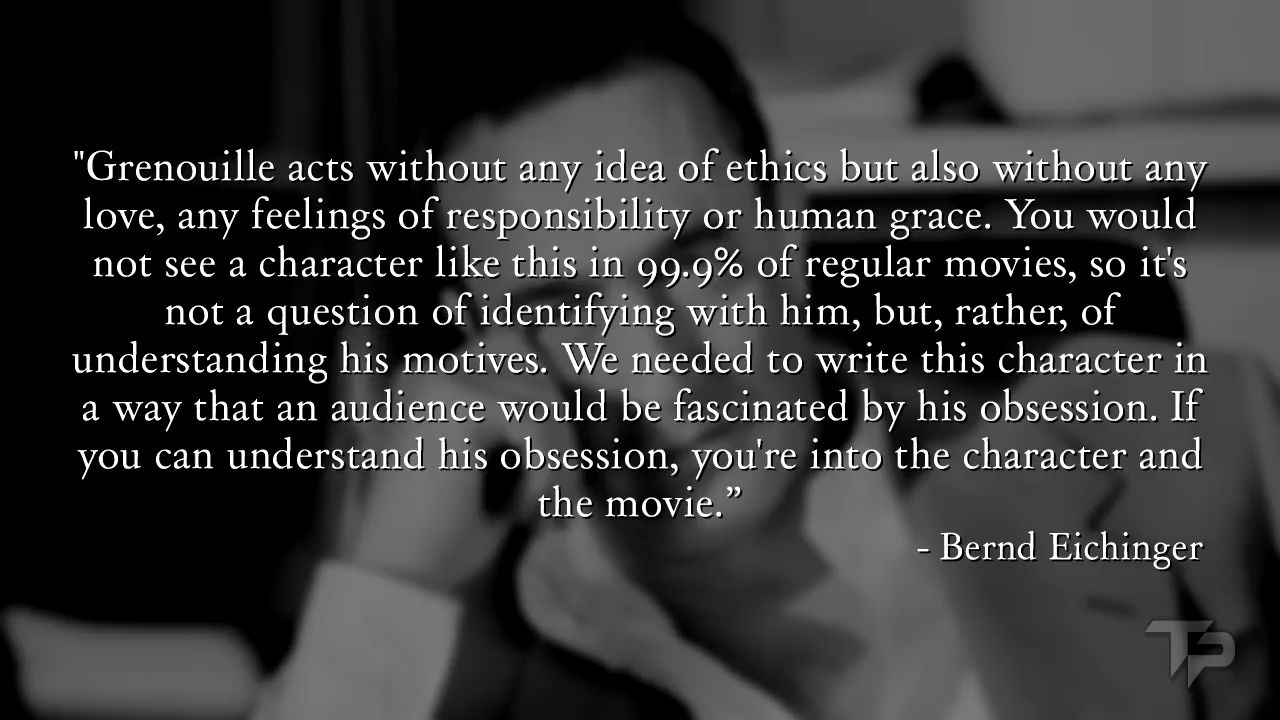 "Grenouille acts without any idea of ethics but also without any
love, any feelings of responsibility or human grace. You would
not see a character like this in 99.9% of regular movies, so it's
not a question of identifying with him, but, rather, of
understanding his motives. We needed to write this character in
a way that an audience would be fascinated by his obsession. If
you can understand his obsession, you're into the character and
the movie.”
- Bernd Eichinger
TP